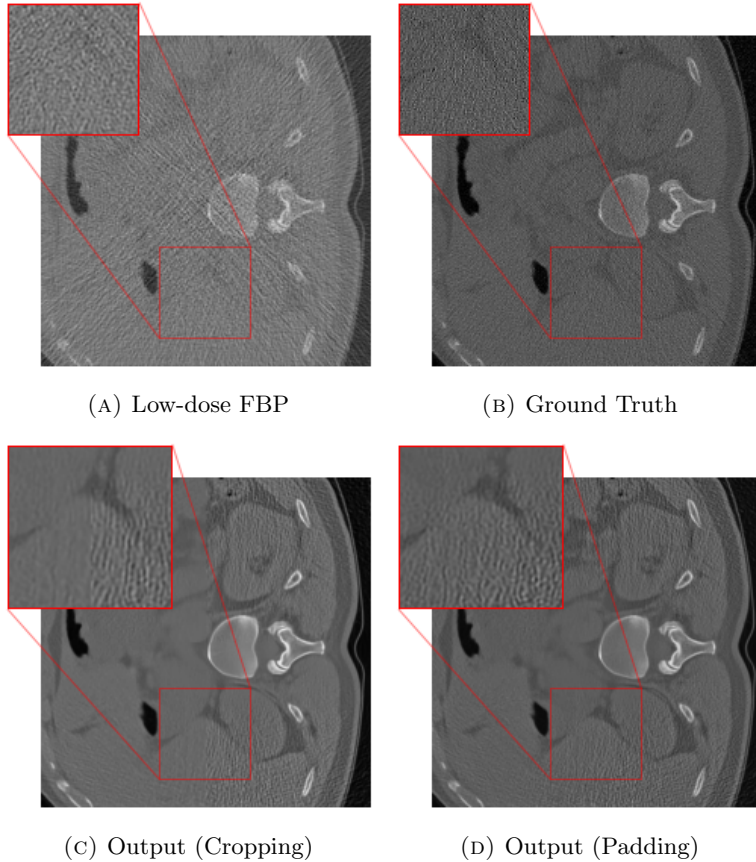 (A) Low-dose FBP
(B) Ground Truth
(C) Output (Cropping)
(D) Output (Padding)